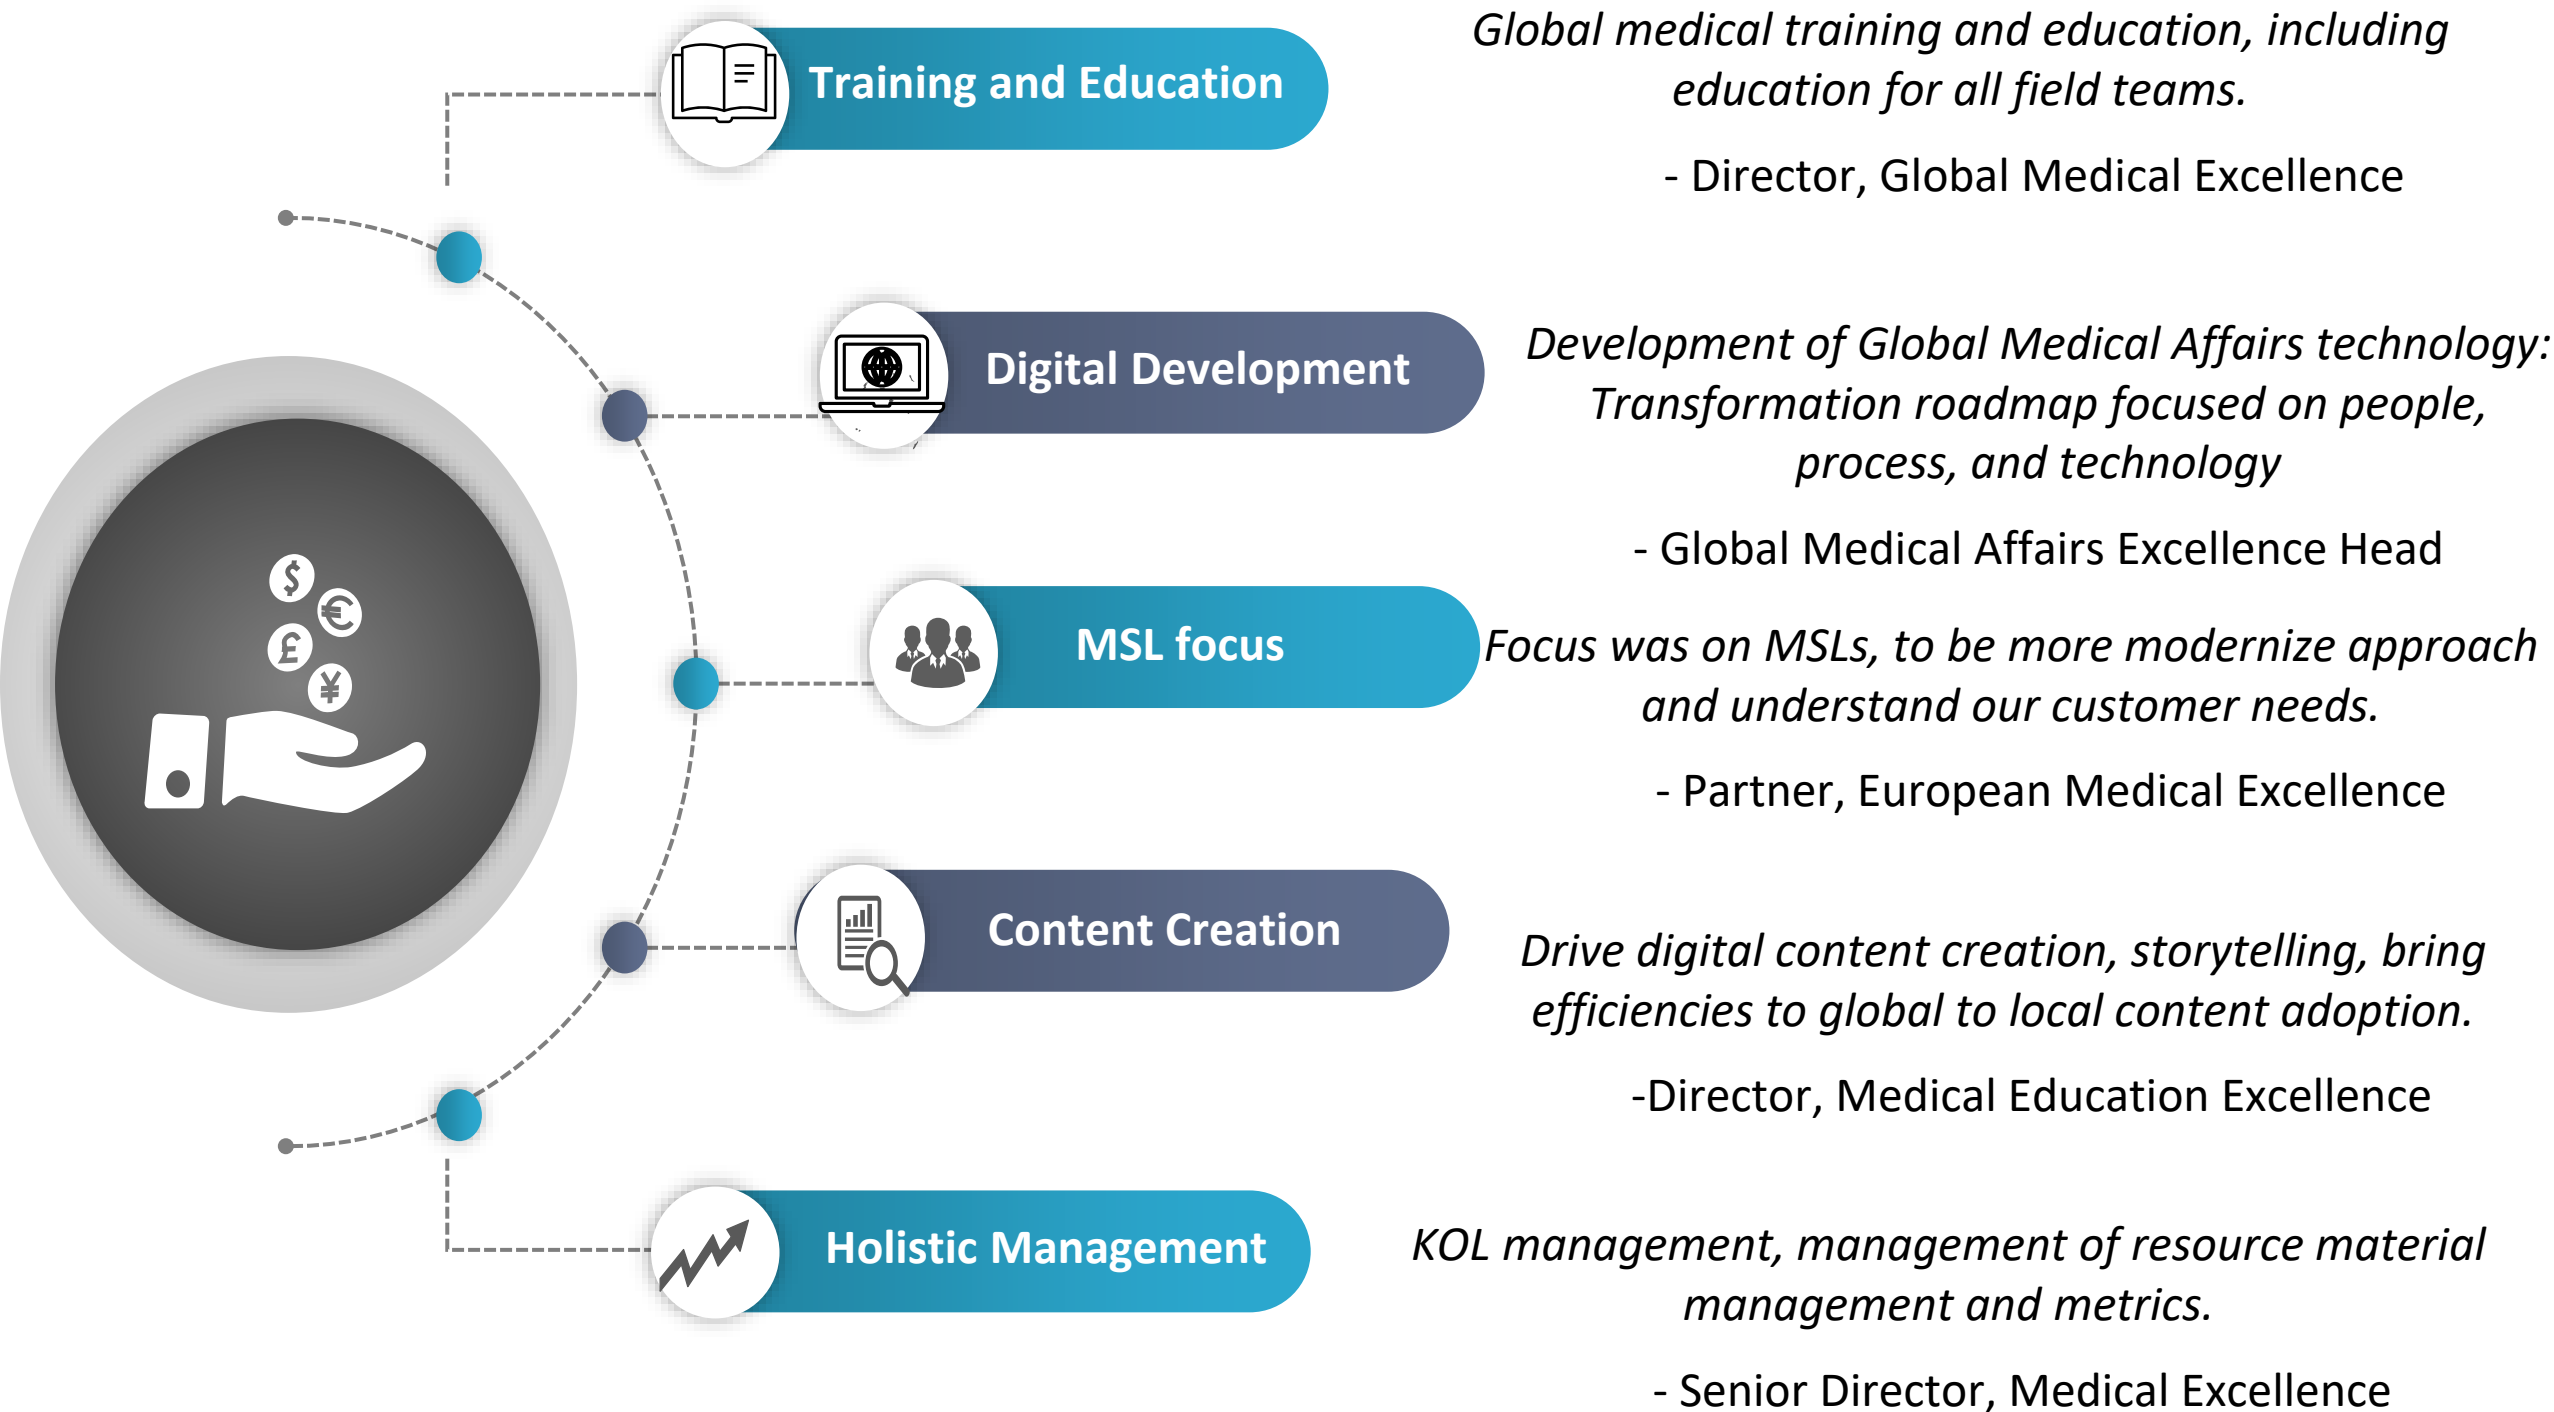 Training and Education
Global medical training and education, including
education for all field teams.
- Director, Global Medical Excellence
Digital Development
Development of Global Medical Affairs technology:
Transformation roadmap focused on people,
process, and technology
- Global Medical Affairs Excellence Head
$
€
£
¥
MSL focus
Focus was on MSLs, to be more modernize approach
and understand our customer needs.
- Partner, European Medical Excellence
Content Creation
Drive digital content creation, storytelling, bring
efficiencies to global to local content adoption.
-Director, Medical Education Excellence
Holistic Management
KOL management, management of resource material
management and metrics.
- Senior Director, Medical Excellence